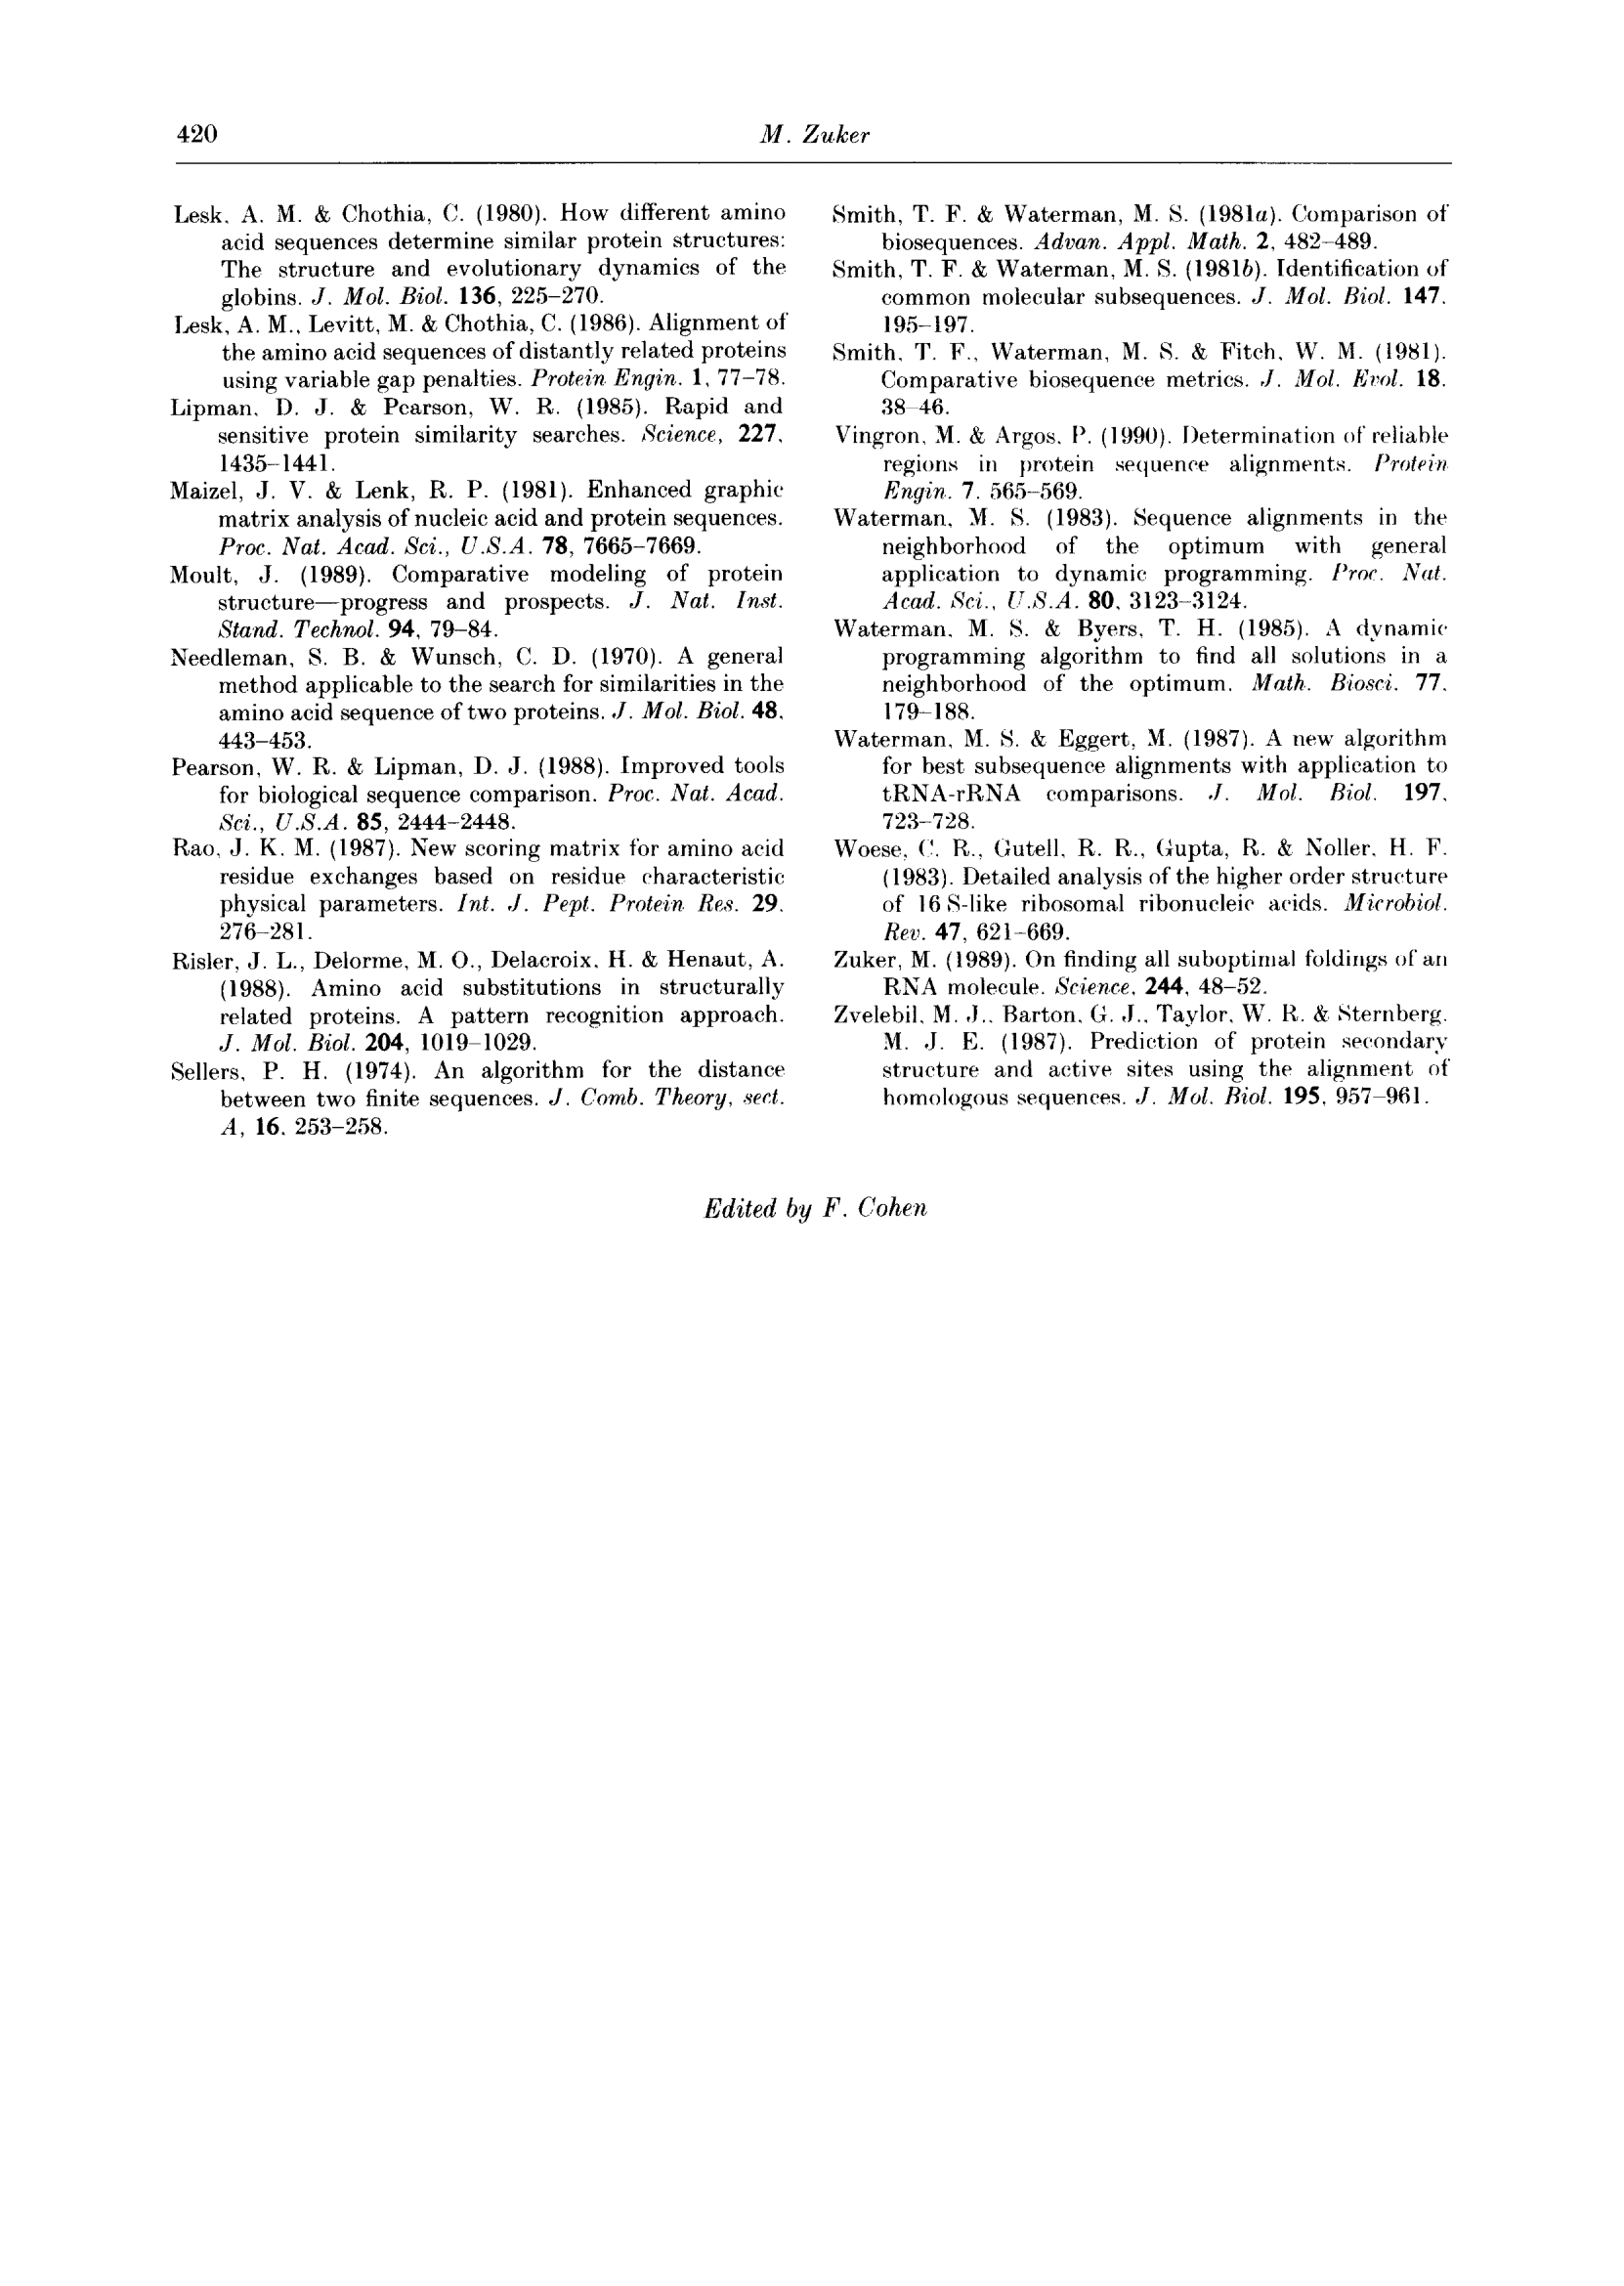 420
M. Zuker
Lesk, A. M. & Chothia, C. (1980). How different amino
acid sequences determine similar protein structures:
The structure and evolutionary dynamics of the
globins. J. Mol. Biol. 136, 225–270.
Lesk, A. M., Levitt, M. & Chothia, C. (1986). Alignment of
the amino acid sequences of distantly related proteins
using variable gap penalties. Protein Engin. 1, 77–78.
Lipman, D. J. & Pearson, W. R. (1985). Rapid and
sensitive protein similarity searches. Science, 227,
1435–1441.
Maizel, J. V. & Lenk, R. P. (1981). Enhanced graphic
matrix analysis of nucleic acid and protein sequences.
Proc. Nat. Acad. Sci., U.S.A. 78, 7665–7669.
Moult, J. (1989). Comparative modeling of protein
structure—progress and prospects. J. Nat. Inst.
Stand. Technol. 94, 79–84.
Needleman, S. B. & Wunsch, C. D. (1970). A general
method applicable to the search for similarities in the
amino acid sequence of two proteins. J. Mol. Biol. 48,
443–453.
Pearson, W. R. & Lipman, D. J. (1988). Improved tools
for biological sequence comparison. Proc. Nat. Acad.
Sci., U.S.A. 85, 2444–2448.
Rao, J. K. M. (1987). New scoring matrix for amino acid
residue exchanges based on residue characteristic
physical parameters. Int. J. Pept. Protein Res. 29,
276–281.
Risler, J. L., Delorme, M. O., Delacroix, H. & Henaut, A.
(1988). Amino acid substitutions in structurally
related proteins. A pattern recognition approach.
J. Mol. Biol. 204, 1019–1029.
Sellers, P. H. (1974). An algorithm for the distance
between two finite sequences. J. Comb. Theory, sect.
A, 16, 253–258.
Smith, T. F. & Waterman, M. S. (1981a). Comparison of
biosequences. Advan. Appl. Math. 2, 482–489.
Smith, T. F. & Waterman, M. S. (1981b). Identification of
common molecular subsequences. J. Mol. Biol. 147,
195–197.
Smith, T. F., Waterman, M. S. & Fitch, W. M. (1981).
Comparative biosequence metrics. J. Mol. Evol. 18,
38–46.
Vingron, M. & Argos, P. (1990). Determination of reliable
regions in protein sequence alignments. Protein
Engin. 7, 565–569.
Waterman, M. S. (1983). Sequence alignments in the
neighborhood of the optimum with general
application to dynamic programming. Proc. Nat.
Acad. Sci., U.S.A. 80, 3123–3124.
Waterman, M. S. & Byers, T. H. (1985). A dynamic
programming algorithm to find all solutions in a
neighborhood of the optimum. Math. Biosci. 77,
179–188.
Waterman, M. S. & Eggert, M. (1987). A new algorithm
for best subsequence alignments with application to
tRNA-rRNA comparisons. J. Mol. Biol. 197,
723–728.
Woese, C. R., Gutell, R. R., Gupta, R. & Noller, H. F.
(1983). Detailed analysis of the higher order structure
of 16 S-like ribosomal ribonucleic acids. Microbiol.
Rev. 47, 621–669.
Zuker, M. (1989). On finding all suboptimal foldings of an
RNA molecule. Science, 244, 48–52.
Zvelebil, M. J., Barton, G. J., Taylor, W. R. & Sternberg,
M. J. E. (1987). Prediction of protein secondary
structure and active sites using the alignment of
homologous sequences. J. Mol. Biol. 195, 957–961.
Edited by F. Cohen